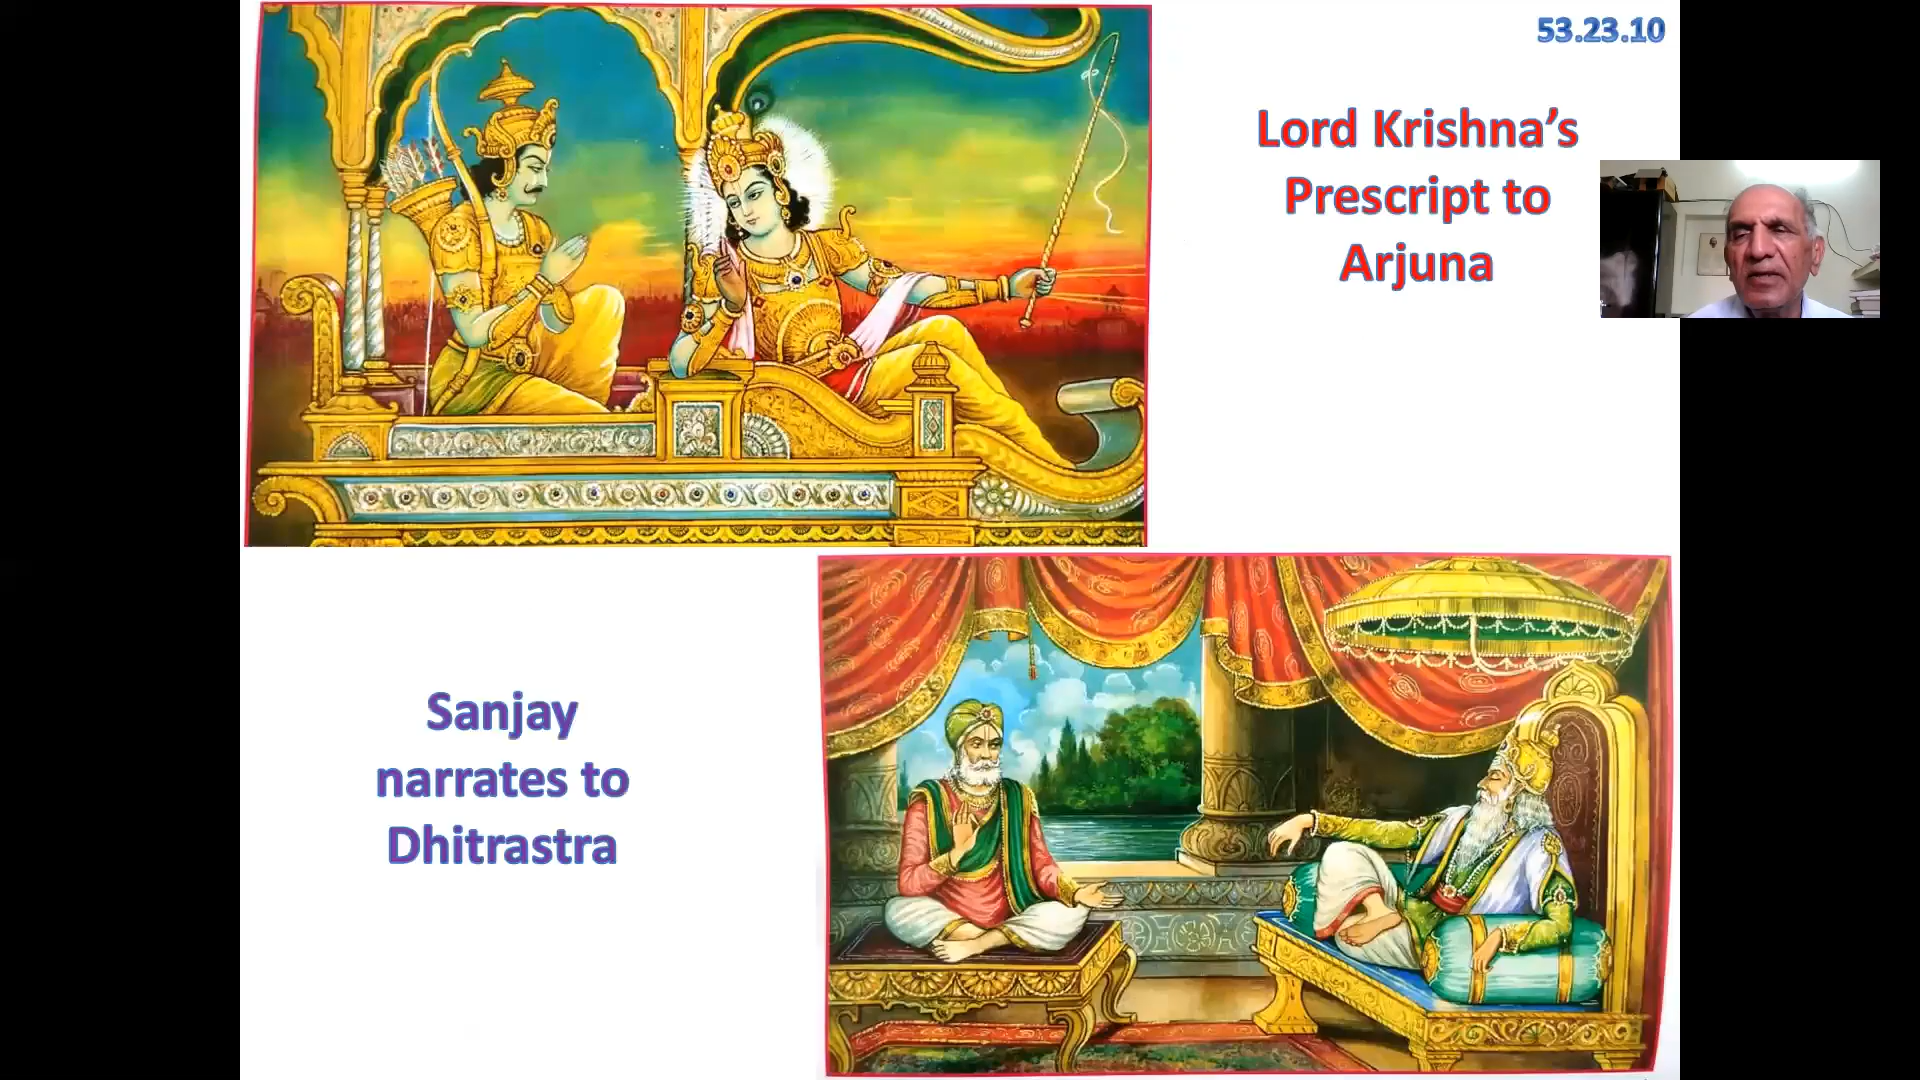 53.23.10
Lord Krishna’s
Prescript to
Arjuna
Sanjay
narrates to
Dhitrastra